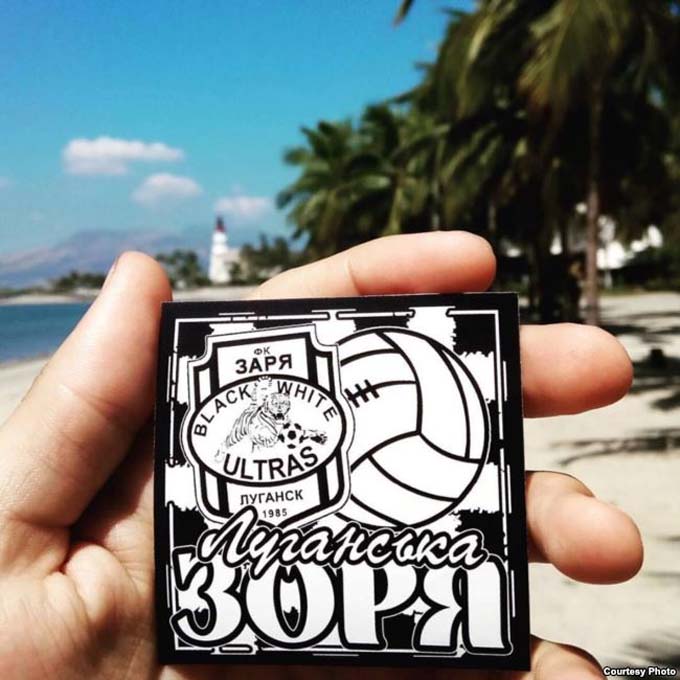 ФК
ЗАРЯ
BLACK WHITE
ULTRAS
ЛУГАНСК
1985
Луганська
ЗОРЯ
Courtesy Photo